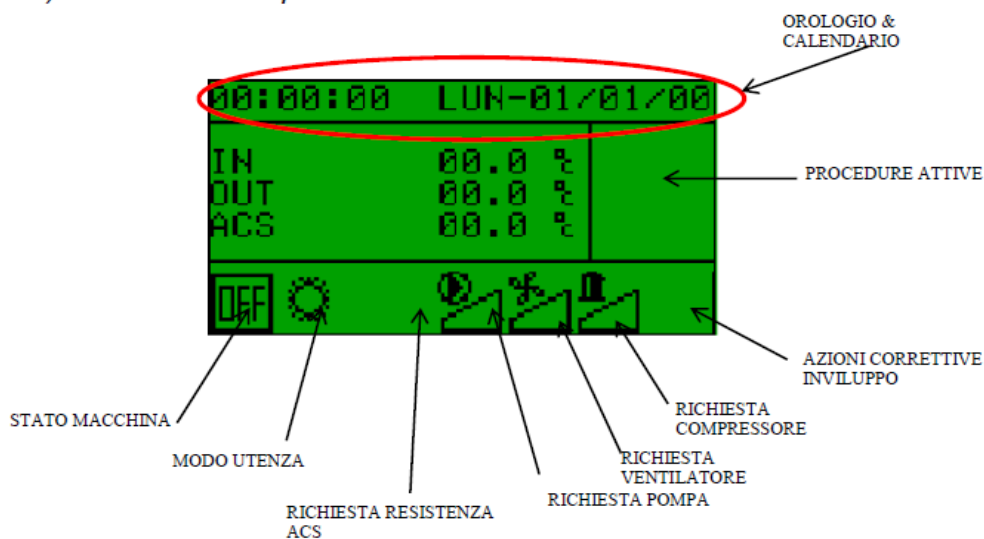 OROLOGIO &
CALENDARIO
00:00:00 LUN-01/01/00
IN 00.0 °c
OUT 00.0 °c
ACS 00.0 °c
PROCEDURE ATTIVE
OFF
AZIONI CORRETTIVE
INVILUPPO
STATO MACCHINA
RICHIESTA
COMPRESSORE
MODO UTENZA
RICHIESTA
VENTILATORE
RICHIESTA POMPA
RICHIESTA RESISTENZA
ACS